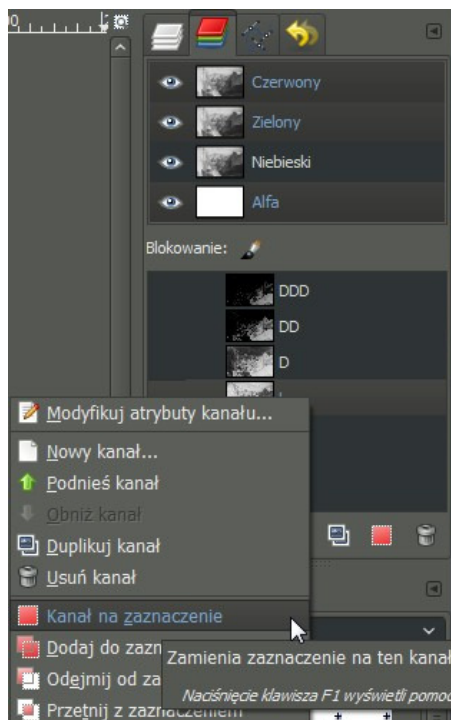 Czerwony
Zielony
Niebieski
Alfa
Blokowanie:
DDD
DD
D
Modyfikuj atrybuty kanału...
Nowy kanał...
Podnieś kanał
Obniż kanał
Duplikuj kanał
Usuń kanał
Kanał na zaznaczenie
Dodaj do zazn
Zamienia zaznaczenie na ten kanał
Odejmij od za
Naciśnięcie klawisza F1 wyświetli pomoc
Przetnij z zaznaczeniem